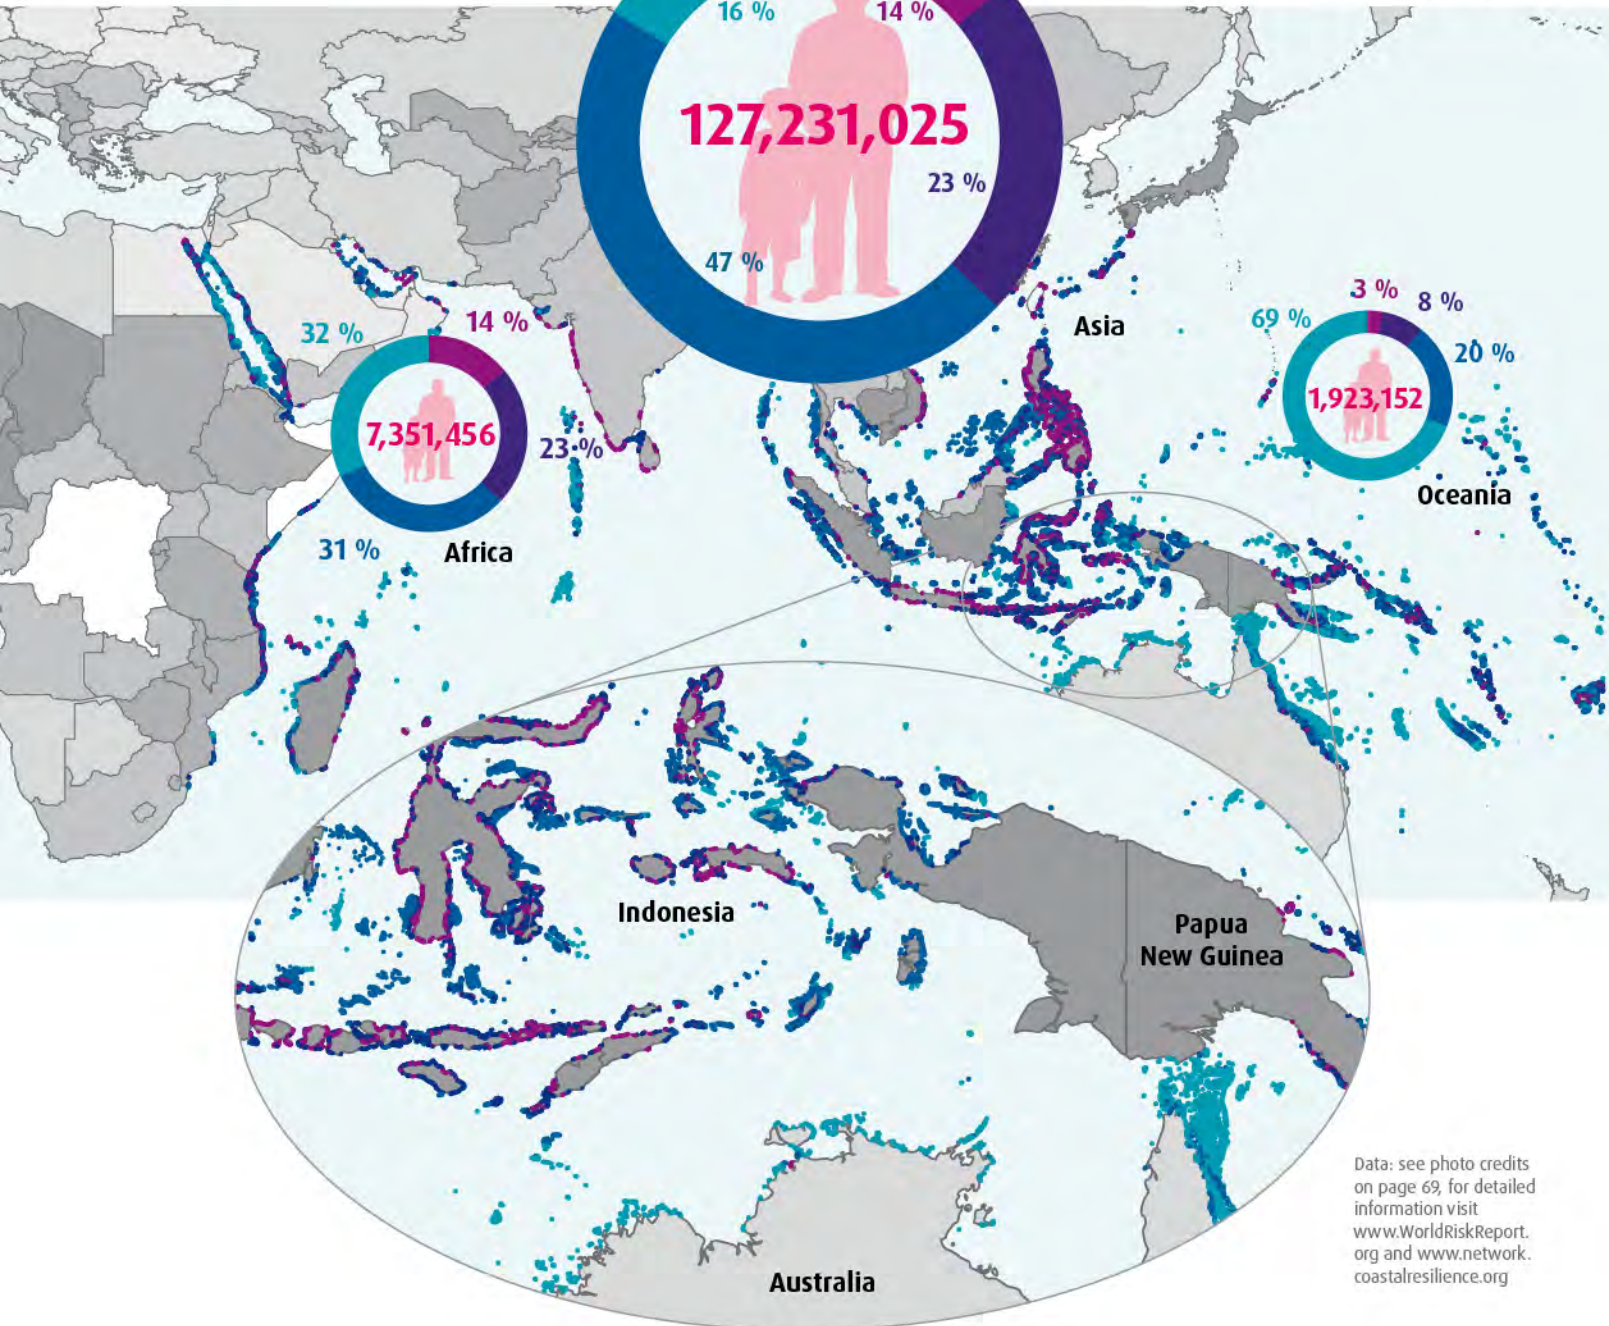 16 %
14 %
127,231,025
23 %
47 %
Asia
32 %
14 %
7,351,456
23 %
31 %
Africa
3 %
8 %
69 %
20 %
1,923,152
Oceania
Indonesia
Papua
New Guinea
Australia
Data: see photo credits
on page 69, for detailed
information visit
www.WorldRiskReport.
org and www.network.
coastalresilience.org